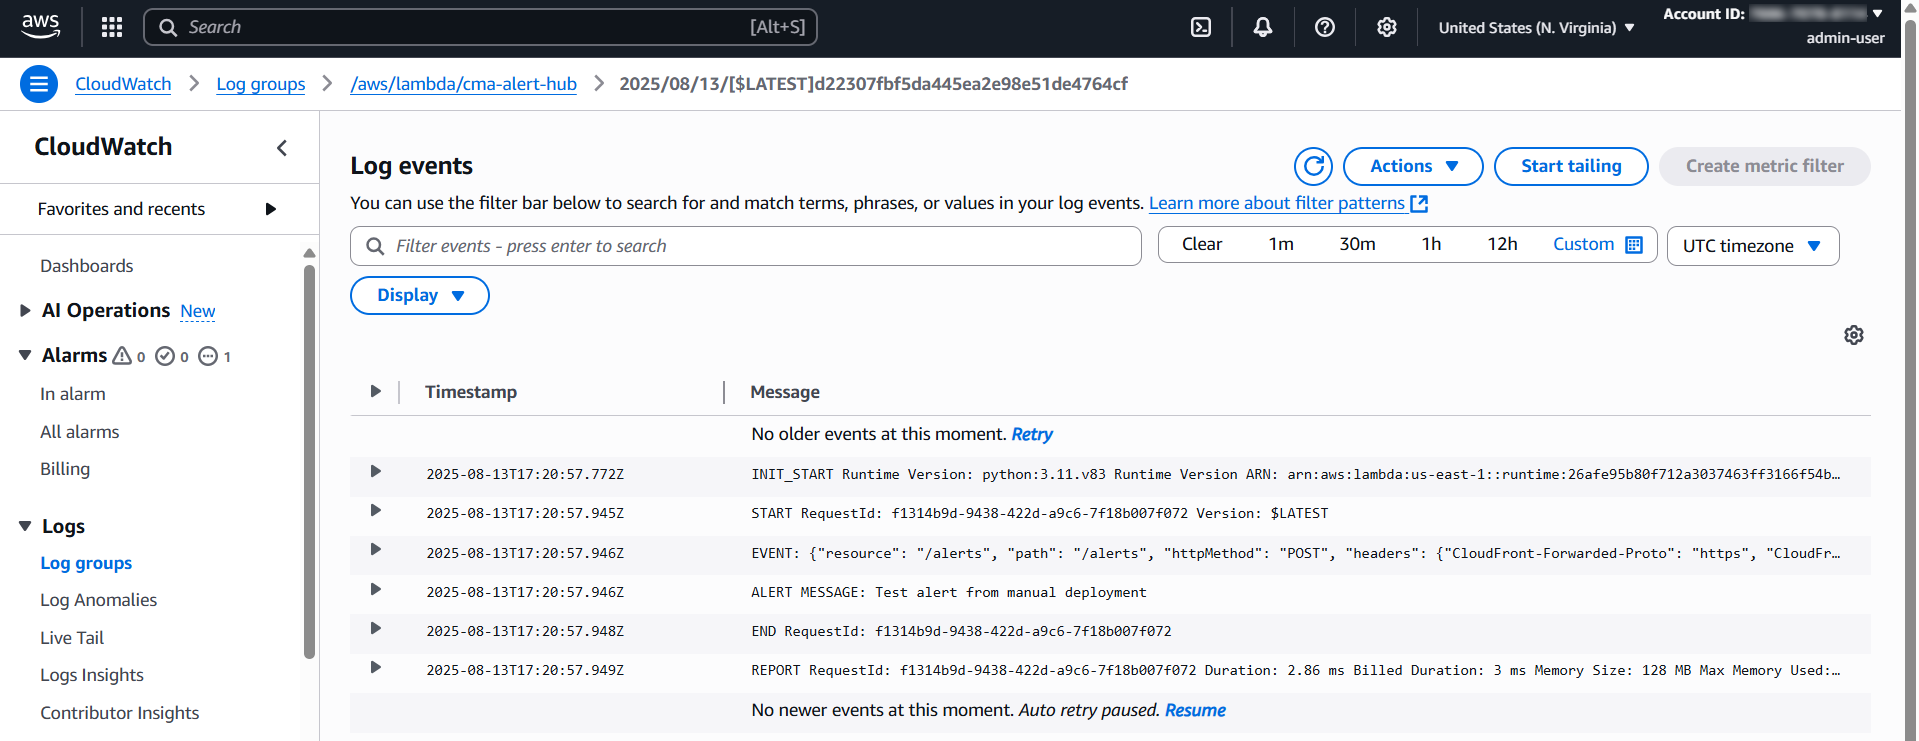 aws
Search [Alt+S]
United States (N. Virginia)
Account ID:
admin-user
CloudWatch > Log groups > /aws/lambda/cma-alert-hub > 2025/08/13/[$LATEST]d22307fbf5da445ea2e98e51de4764cf
CloudWatch
Favorites and recents
Dashboards
AI Operations New
Alarms 0 0 1
In alarm
All alarms
Billing
Logs
Log groups
Log Anomalies
Live Tail
Logs Insights
Contributor Insights
Log events
Actions
Start tailing
Create metric filter
You can use the filter bar below to search for and match terms, phrases, or values in your log events. Learn more about filter patterns
Filter events - press enter to search
Clear 1m 30m 1h 12h Custom
UTC timezone
Display
Timestamp Message
No older events at this moment. Retry
2025-08-13T17:20:57.772Z INIT_START Runtime Version: python:3.11.v83 Runtime Version ARN: arn:aws:lambda:us-east-1::runtime:26afe95b80f712a3037463ff3166f54b…
2025-08-13T17:20:57.945Z START RequestId: f1314b9d-9438-422d-a9c6-7f18b007f072 Version: $LATEST
2025-08-13T17:20:57.946Z EVENT: {"resource": "/alerts", "path": "/alerts", "httpMethod": "POST", "headers": {"CloudFront-Forwarded-Proto": "https", "CloudFr…
2025-08-13T17:20:57.946Z ALERT MESSAGE: Test alert from manual deployment
2025-08-13T17:20:57.948Z END RequestId: f1314b9d-9438-422d-a9c6-7f18b007f072
2025-08-13T17:20:57.949Z REPORT RequestId: f1314b9d-9438-422d-a9c6-7f18b007f072 Duration: 2.86 ms Billed Duration: 3 ms Memory Size: 128 MB Max Memory Used:…
No newer events at this moment. Auto retry paused. Resume